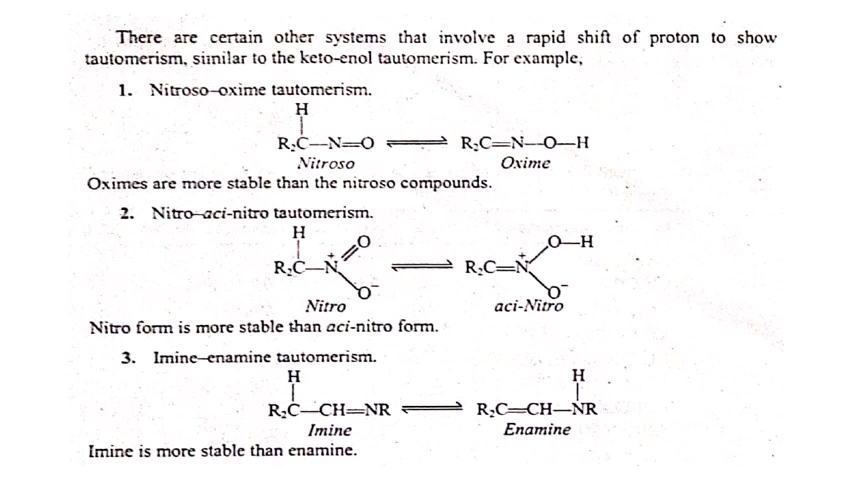 There are certain other systems that involve a rapid shift of proton to show
tautomerism, similar to the keto-enol tautomerism. For example,
1. Nitroso–oxime tautomerism.
H
R₂C—N=O ⇌ R₂C=N—O—H
Nitroso Oxime
Oximes are more stable than the nitroso compounds.
2. Nitro–aci-nitro tautomerism.
H O O—H
R₂C—N⁺ ⇌ R₂C=N⁺
O⁻ O⁻
Nitro aci-Nitro
Nitro form is more stable than aci-nitro form.
3. Imine–enamine tautomerism.
H H
R₂C—CH=NR ⇌ R₂C=CH—NR
Imine Enamine
Imine is more stable than enamine.